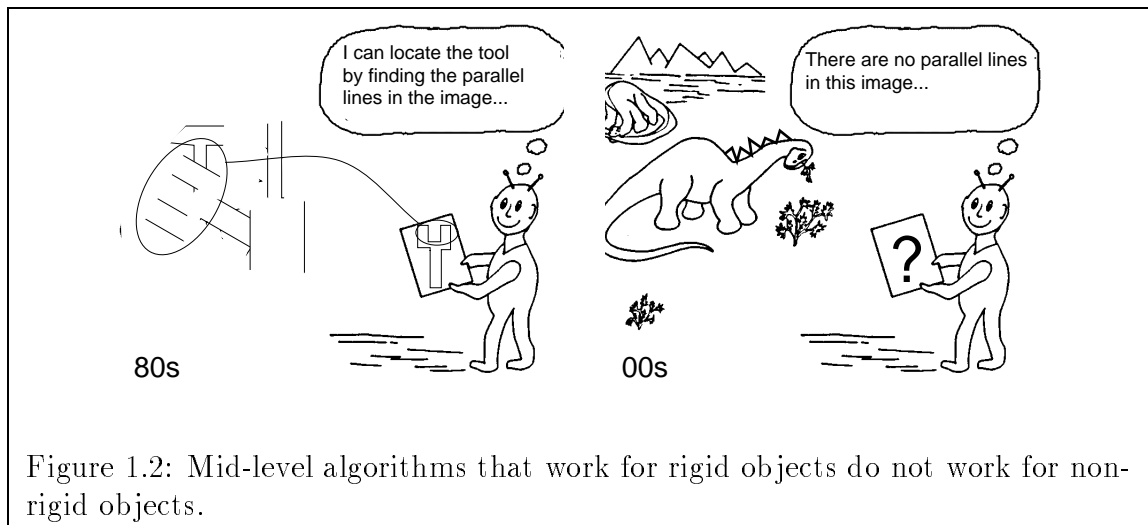 I can locate the tool
by finding the parallel
lines in the image...
There are no parallel lines
in this image...
?
80s
00s
Figure 1.2: Mid-level algorithms that work for rigid objects do not work for non-
rigid objects.